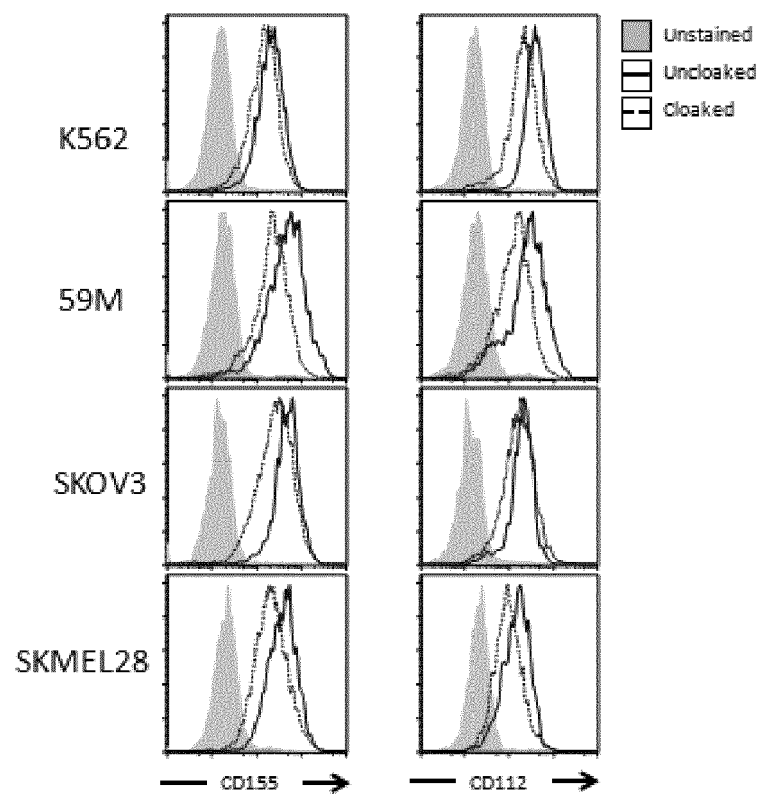 Unstained
Uncloaked
Cloaked
K562
59M
SKOV3
SKMEL28
CD155
CD112